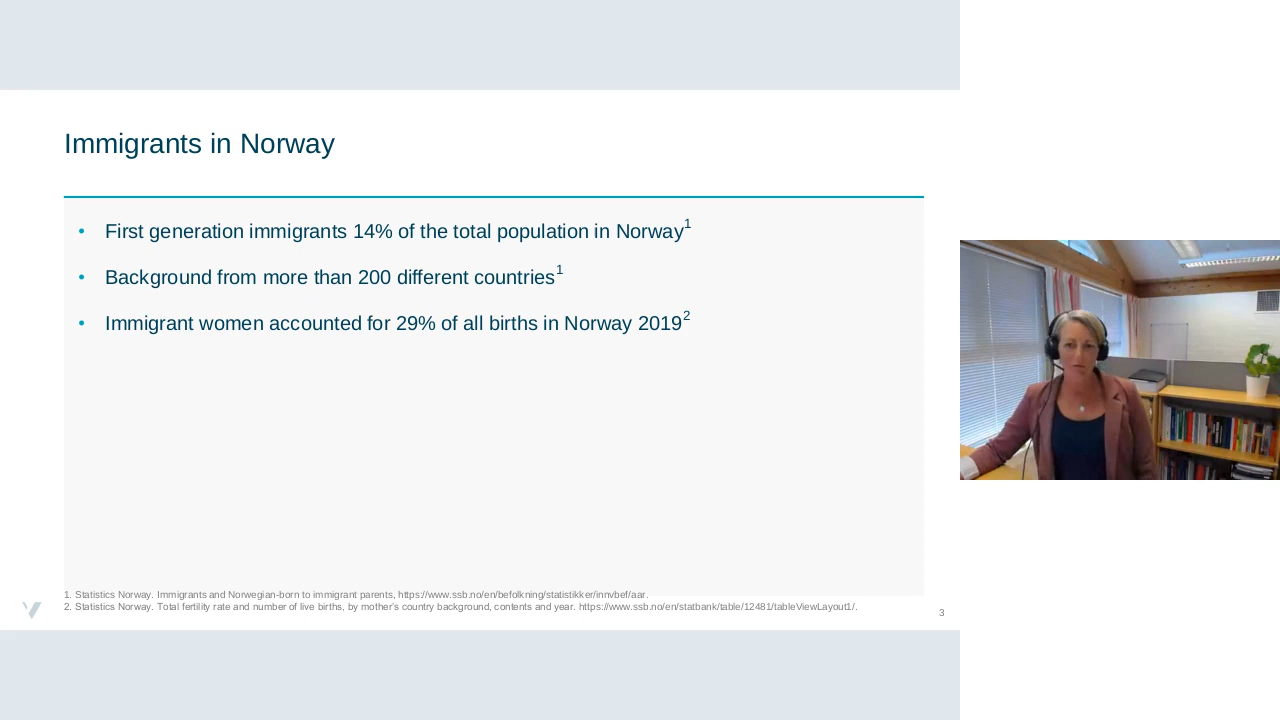 Immigrants in Norway
• First generation immigrants 14% of the total population in Norway1
• Background from more than 200 different countries1
• Immigrant women accounted for 29% of all births in Norway 20192
1. Statistics Norway. Immigrants and Norwegian-born to immigrant parents, https://www.ssb.no/en/befolkning/statistikker/innvbef/aar.
2. Statistics Norway. Total fertility rate and number of live births, by mother's country background, contents and year. https://www.ssb.no/en/statbank/table/12481/tableViewLayout1/.
3